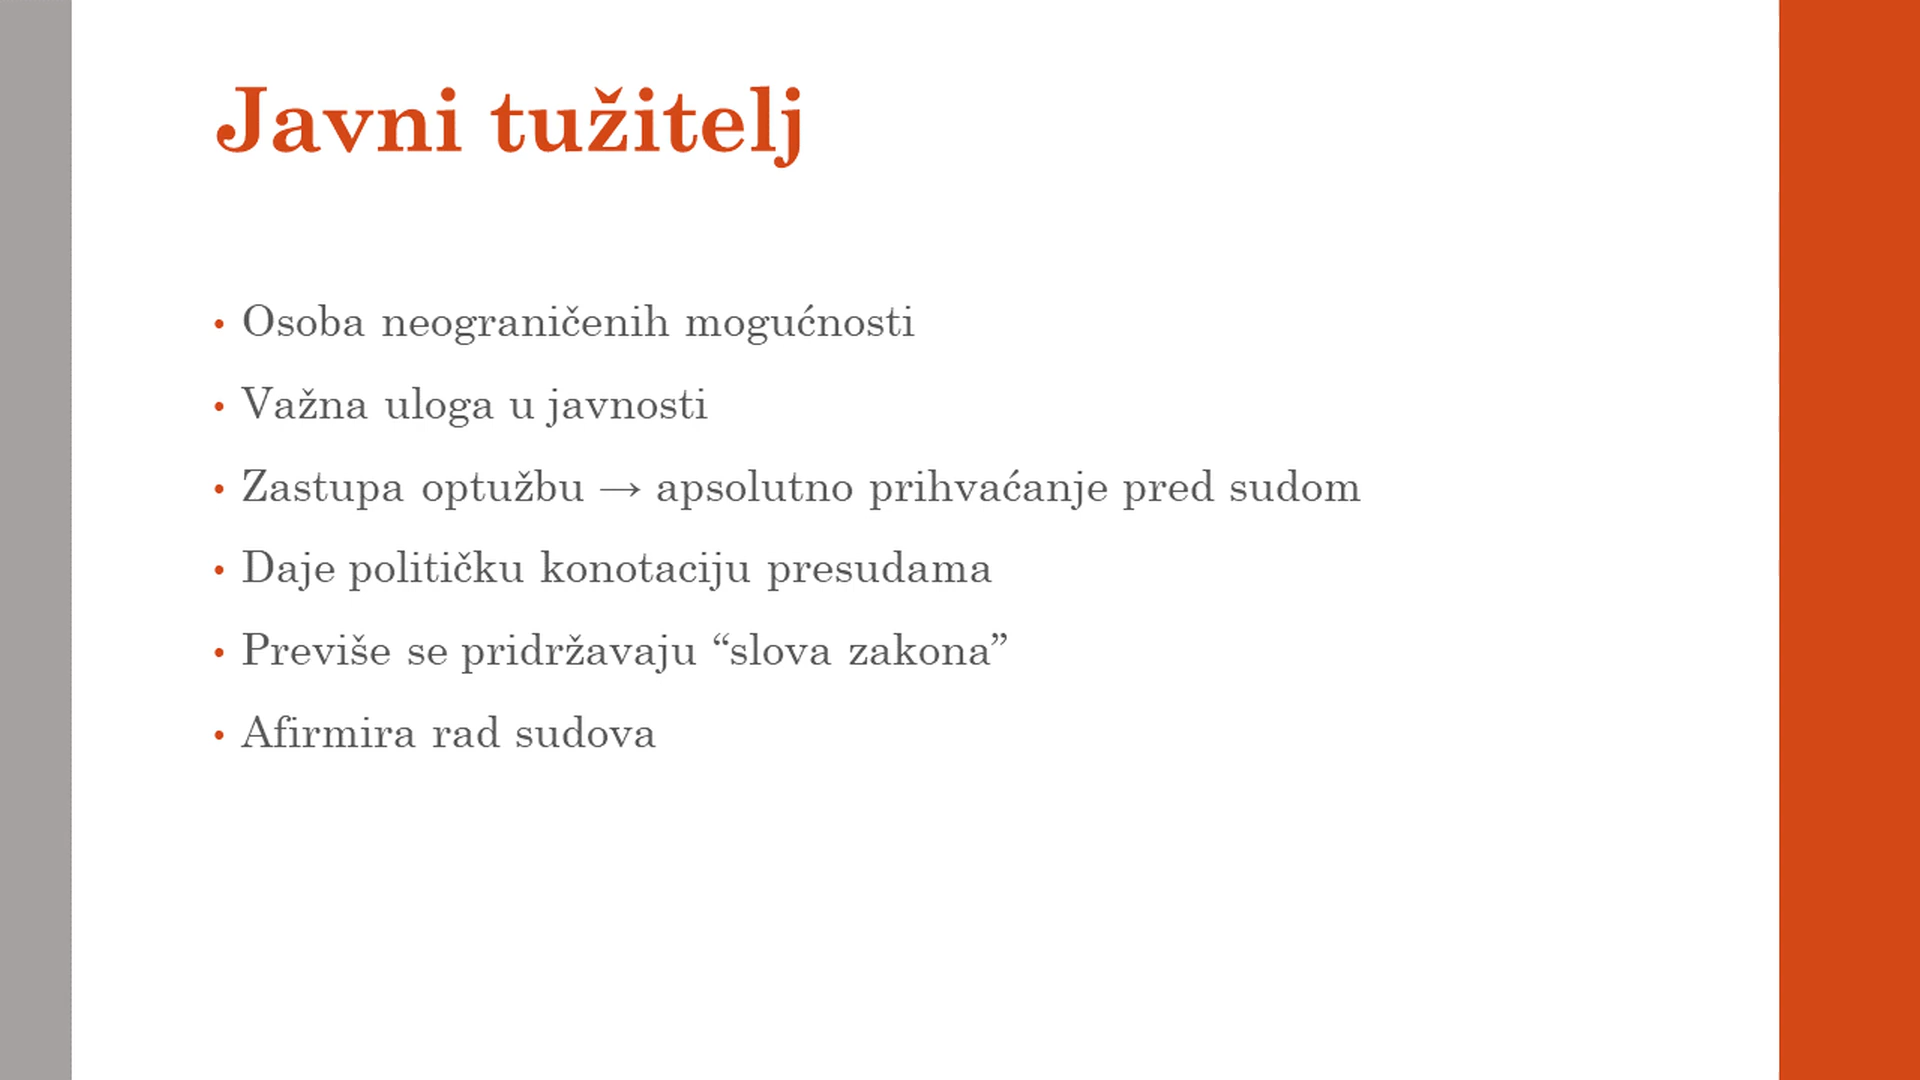 Javni tužitelj
• Osoba neograničenih mogućnosti
• Važna uloga u javnosti
• Zastupa optužbu → apsolutno prihvaćanje pred sudom
• Daje političku konotaciju presudama
• Previše se pridržavaju “slova zakona”
• Afirmira rad sudova